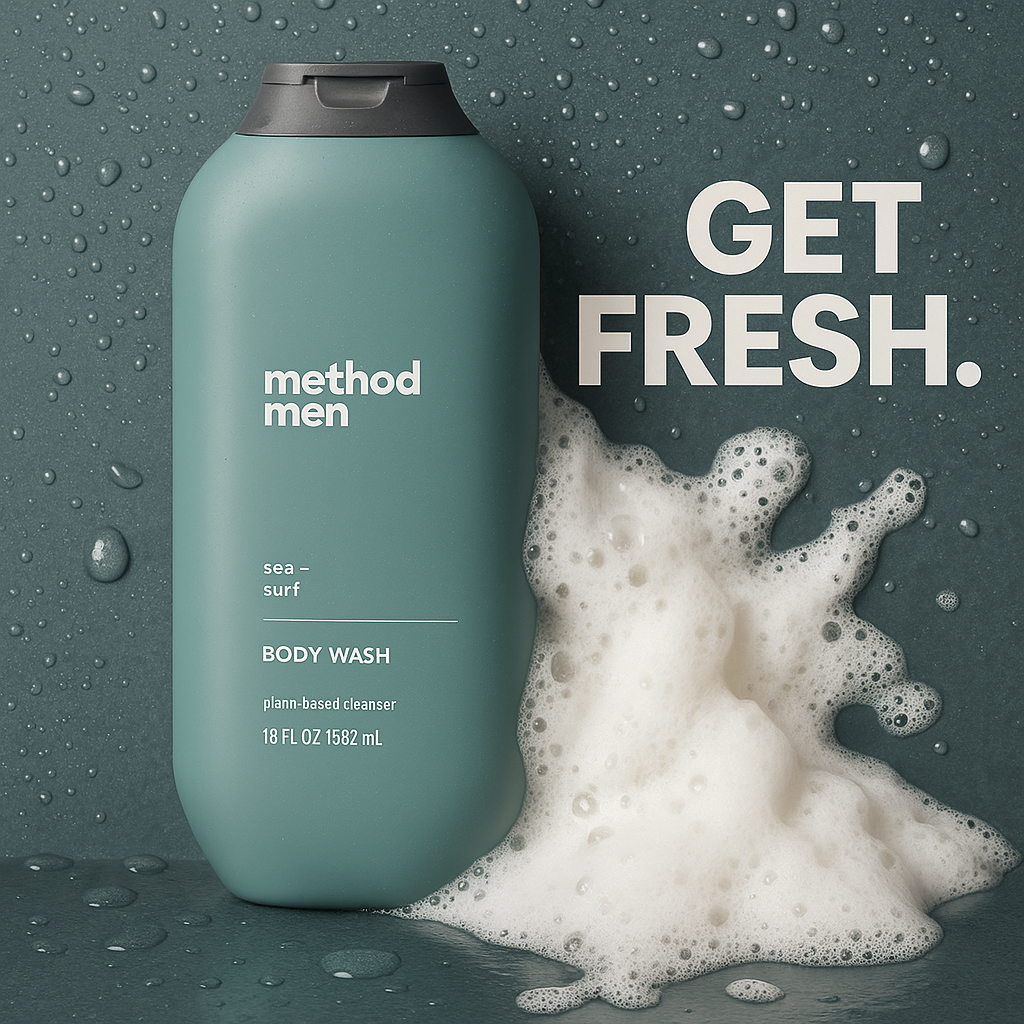 GET
FRESH.
method
men
sea –
surf
BODY WASH
plann-based cleanser
18 FL OZ 1582 mL